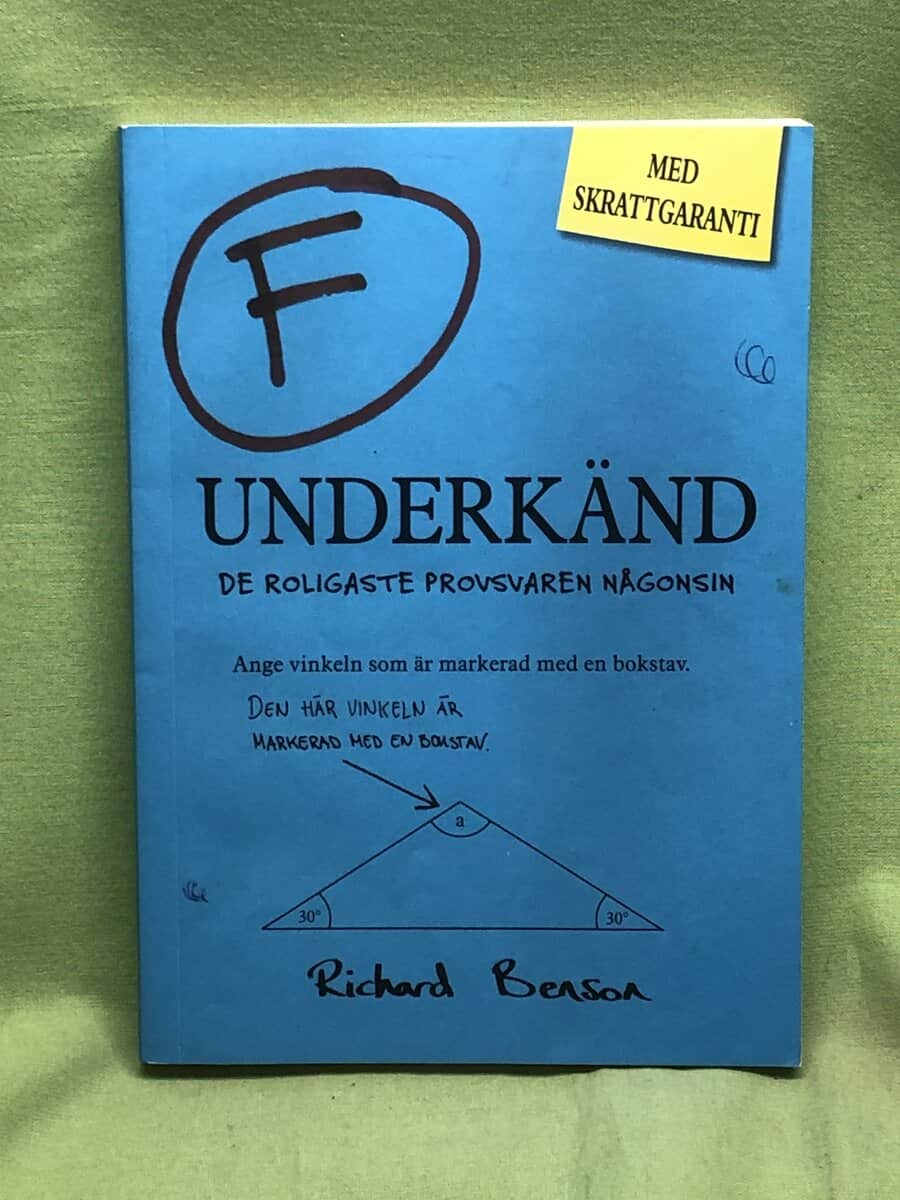 MED
SKRATTGARANTI
F
UNDERKÄND
DE ROLIGASTE PROVSVAREN NÅGONSIN
Ange vinkeln som är markerad med en bokstav.
DEN HÄR VINKELN ÄR
MARKERAD MED EN BOKSTAV.
a
30°
30°
Richard Benson